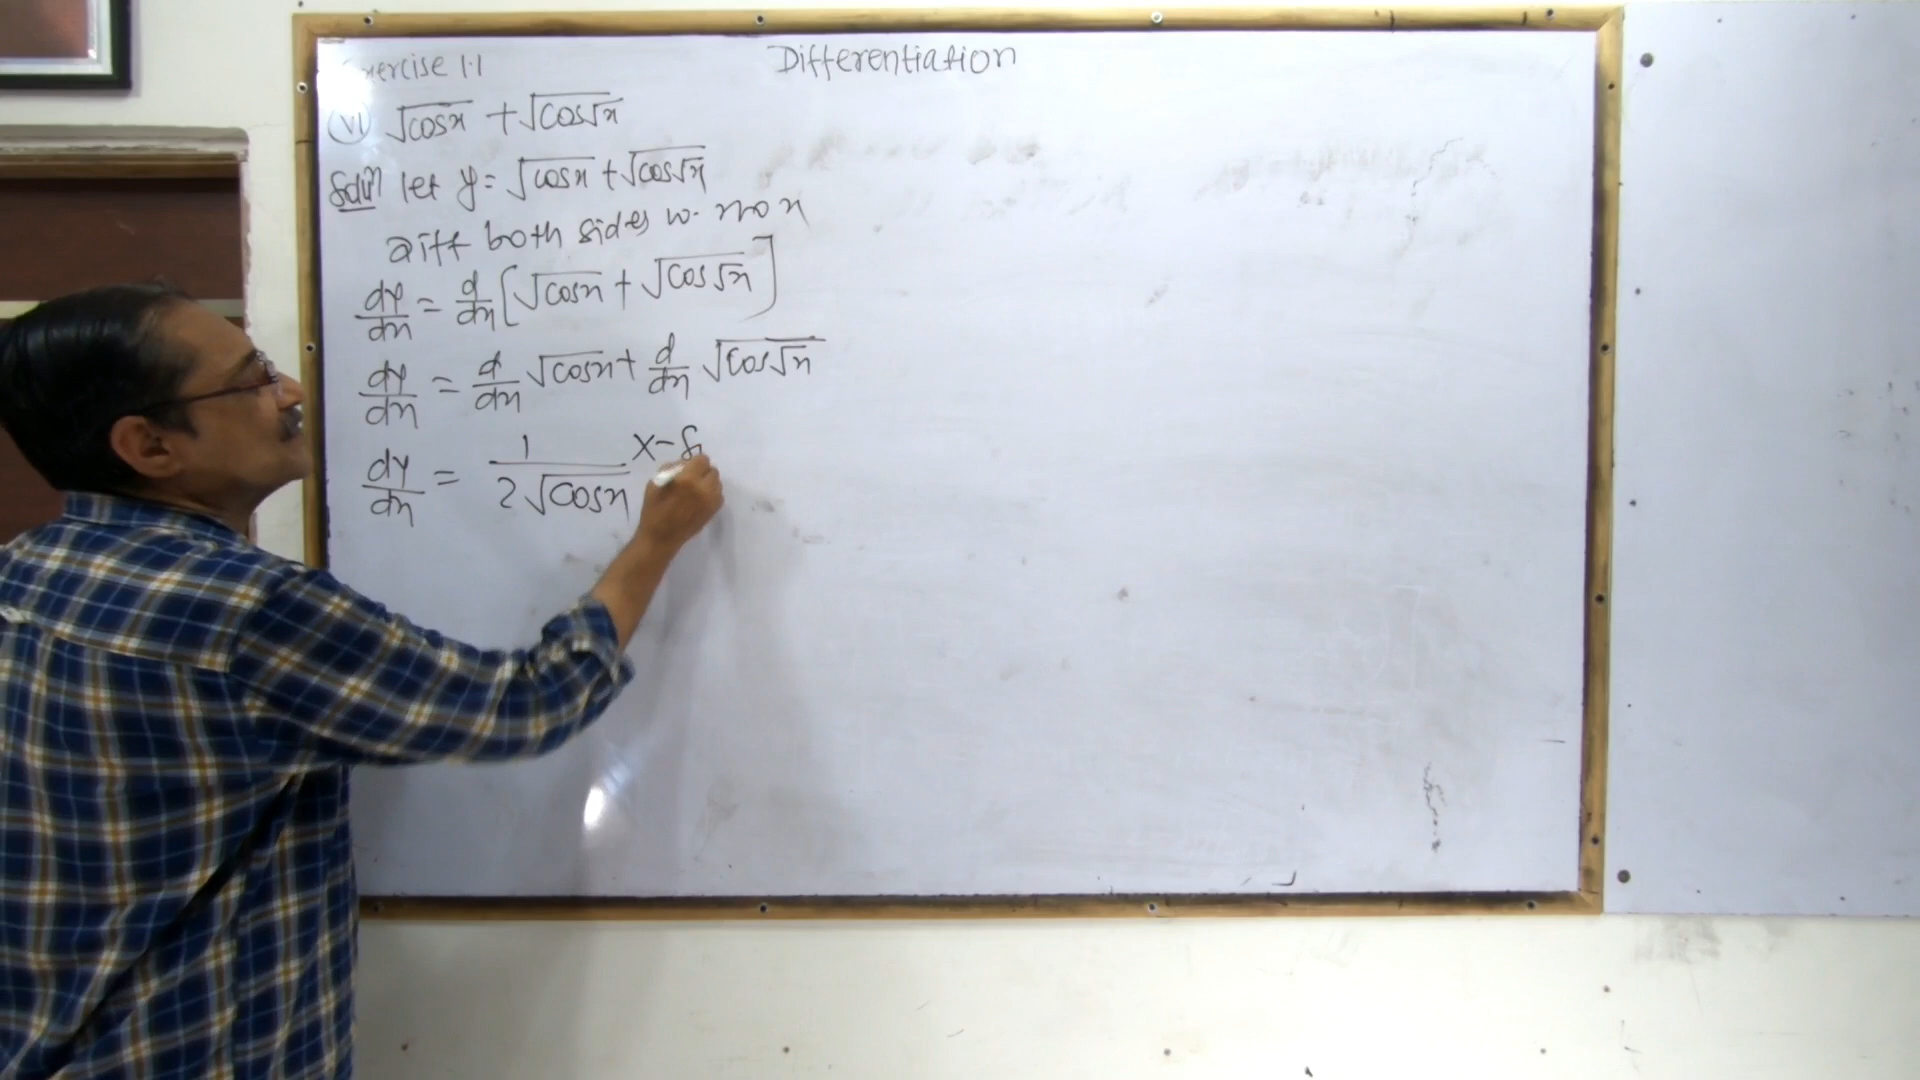 Exercise 1.1
Differentiation
(vi) √cosx + √cos√x
Solⁿ let y = √cosx + √cos√x
diff both sides w. r to x
dy/dx = d/dx [√cosx + √cos√x]
dy/dx = d/dx √cosx + d/dx √cos√x
dy/dx = 1/2√cosx x - s